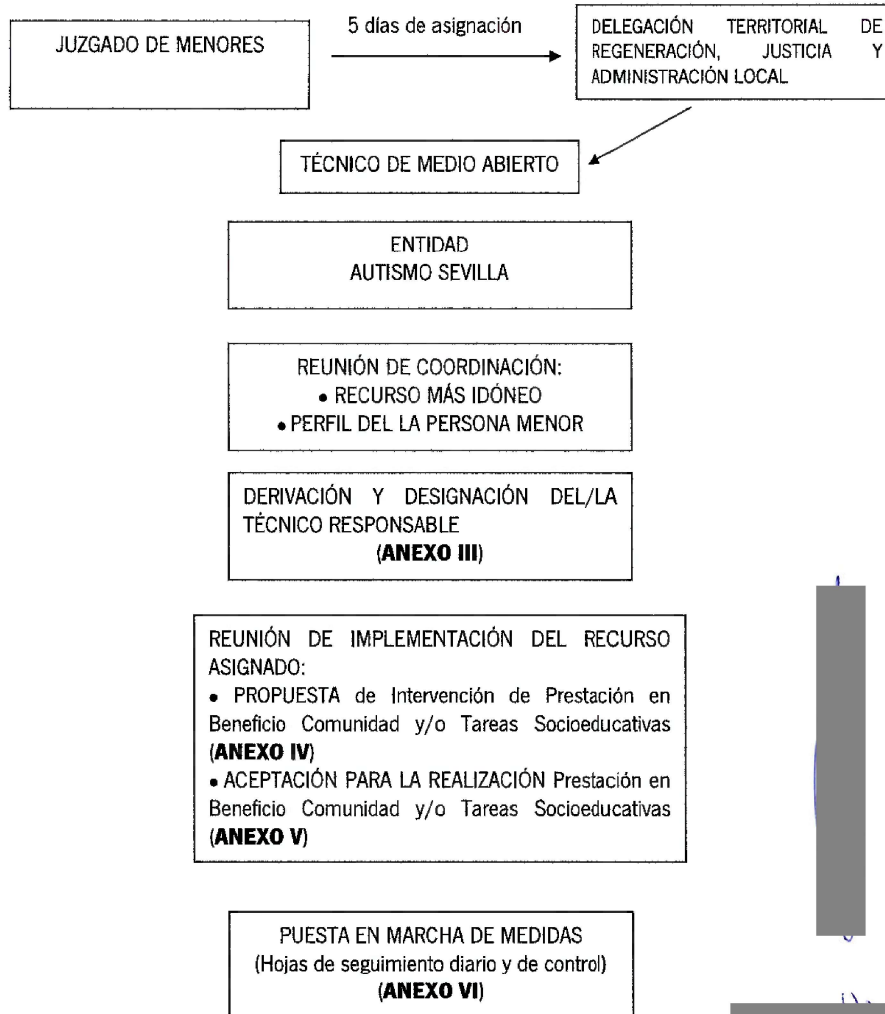 JUZGADO DE MENORES
5 días de asignación
DELEGACIÓN TERRITORIAL DE
REGENERACIÓN, JUSTICIA Y
ADMINISTRACIÓN LOCAL
TÉCNICO DE MEDIO ABIERTO
ENTIDAD
AUTISMO SEVILLA
REUNIÓN DE COORDINACIÓN:
• RECURSO MÁS IDÓNEO
• PERFIL DEL LA PERSONA MENOR
DERIVACIÓN Y DESIGNACIÓN DEL/LA
TÉCNICO RESPONSABLE
(ANEXO III)
REUNIÓN DE IMPLEMENTACIÓN DEL RECURSO
ASIGNADO:
• PROPUESTA de Intervención de Prestación en
Beneficio Comunidad y/o Tareas Socioeducativas
(ANEXO IV)
• ACEPTACIÓN PARA LA REALIZACIÓN Prestación en
Beneficio Comunidad y/o Tareas Socioeducativas
(ANEXO V)
PUESTA EN MARCHA DE MEDIDAS
(Hojas de seguimiento diario y de control)
(ANEXO VI)